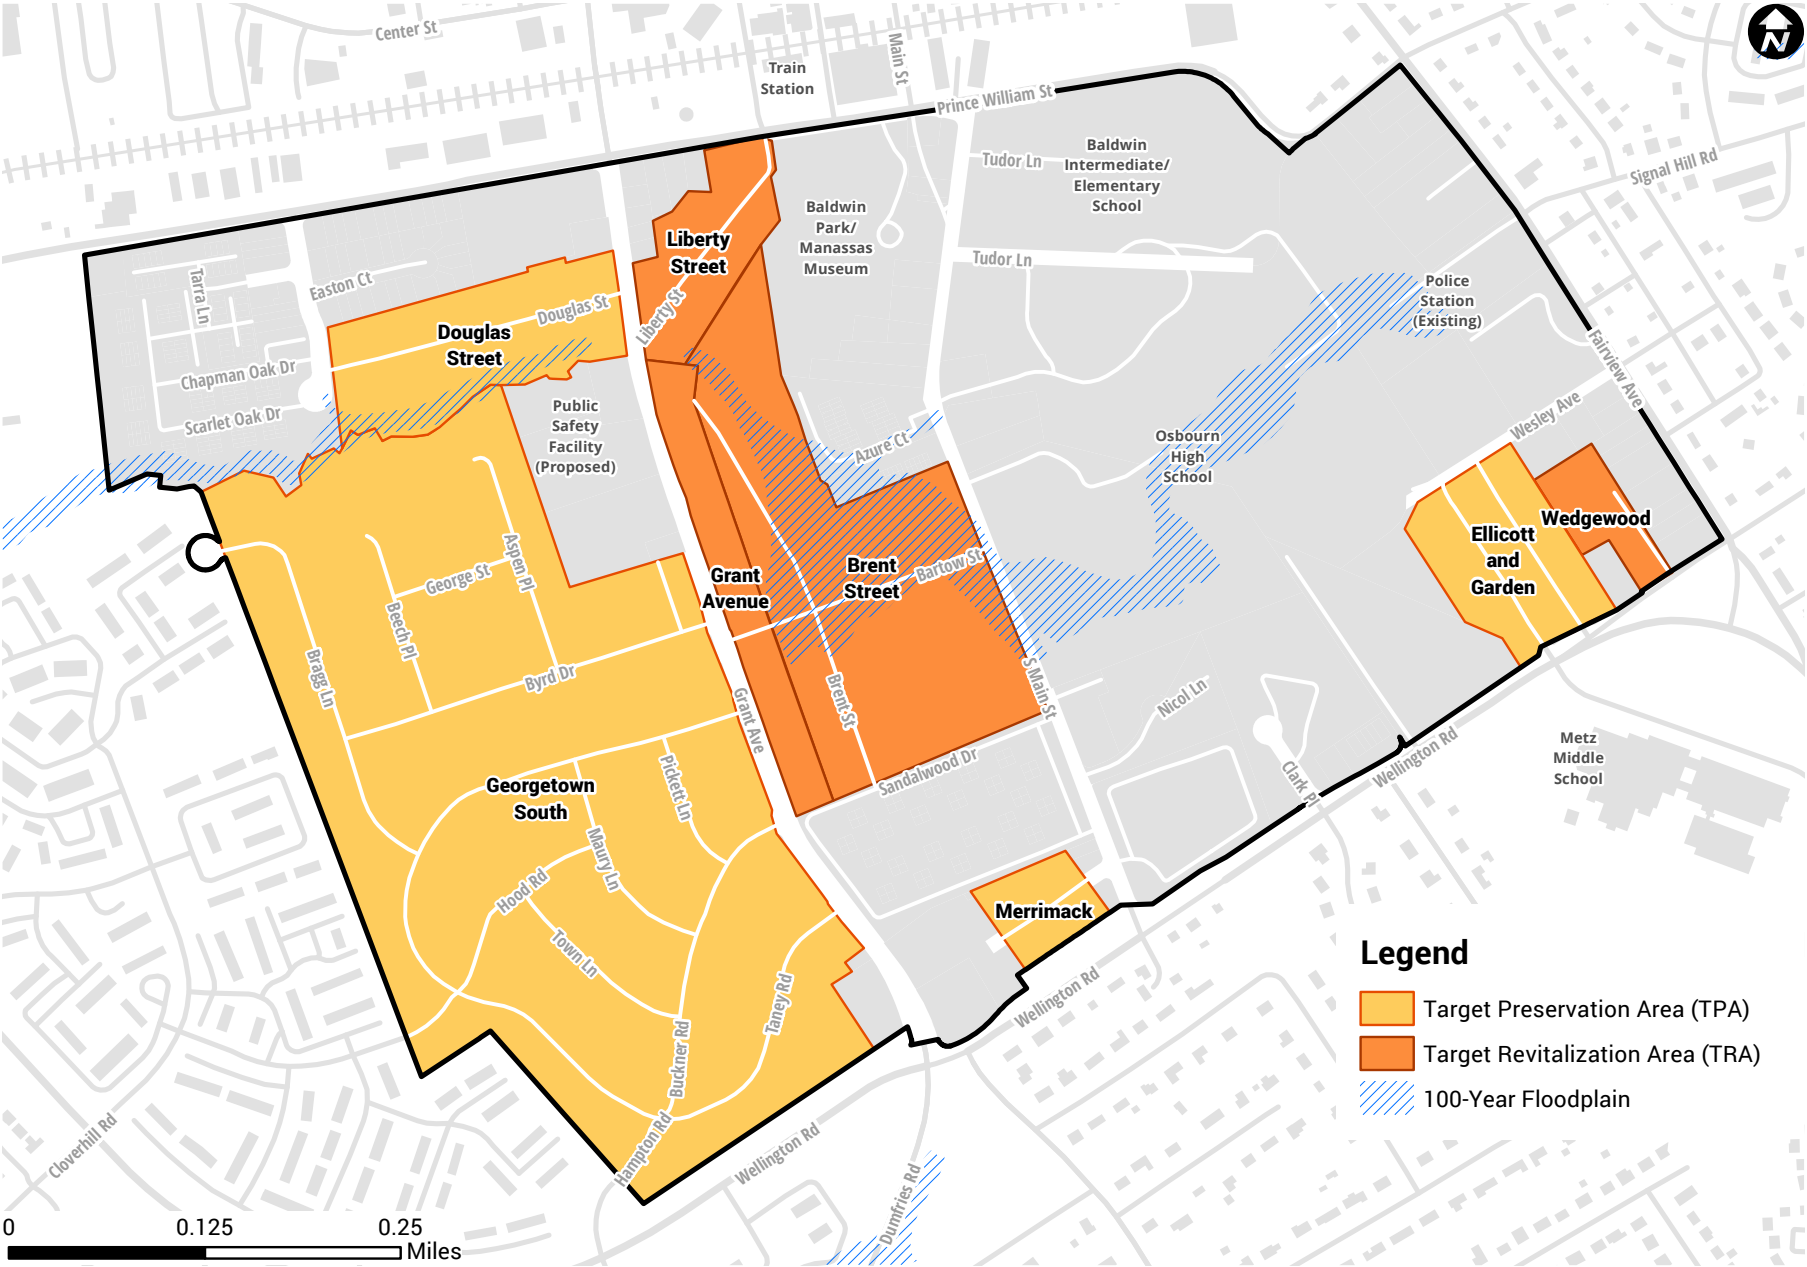 Center St
Main St
Train
Station
N
Prince William St
Tudor Ln
Baldwin
Intermediate/
Elementary
School
Signal Hill Rd
Baldwin
Park/
Manassas
Museum
Liberty
Street
Tudor Ln
Tarra Ln
Easton Ct
Douglas St
Liberty St
Police
Station
(Existing)
Fairview Ave
Douglas
Street
Chapman Oak Dr
Scarlet Oak Dr
Public
Safety
Facility
(Proposed)
Azure Ct
Osbourn
High
School
Wesley Ave
Wedgewood
Ellicott
and
Garden
Aspen Pl
George St
Beech Pl
Grant
Avenue
Brent
Street
Bartow St
Bragg Ln
Byrd Dr
Grant Ave
Brent St
S Main St
Nicol Ln
Sandalwood Dr
Clark Pl
Wellington Rd
Metz
Middle
School
Georgetown
South
Pickett Ln
Maury Ln
Hood Rd
Town Ln
Merrimack
Taney Rd
Buckner Rd
Wellington Rd
Hampton Rd
Wellington Rd
Dumfries Rd
Cloverhill Rd
Legend
Target Preservation Area (TPA)
Target Revitalization Area (TRA)
100-Year Floodplain
0 0.125 0.25
Miles